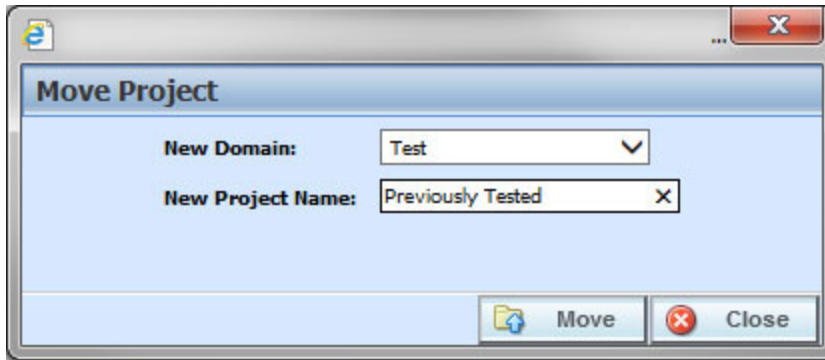 ...
Move Project
New Domain: Test
New Project Name: Previously Tested
Move Close